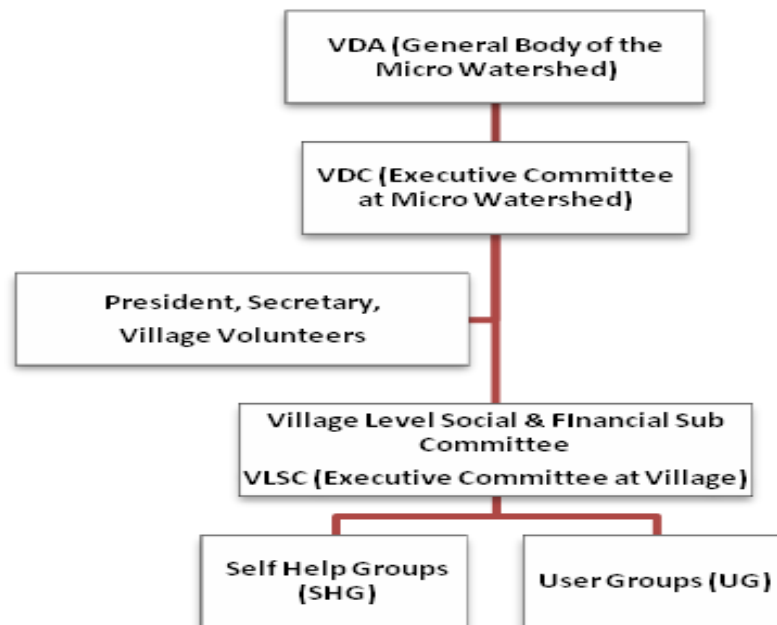 VDA (General Body of the
Micro Watershed)
VDC (Executive Committee
at Micro Watershed)
President, Secretary,
Village Volunteers
Village Level Social & FInancial Sub
Committee
VLSC (Executive Committee at Village)
Self Help Groups
(SHG)
User Groups (UG)